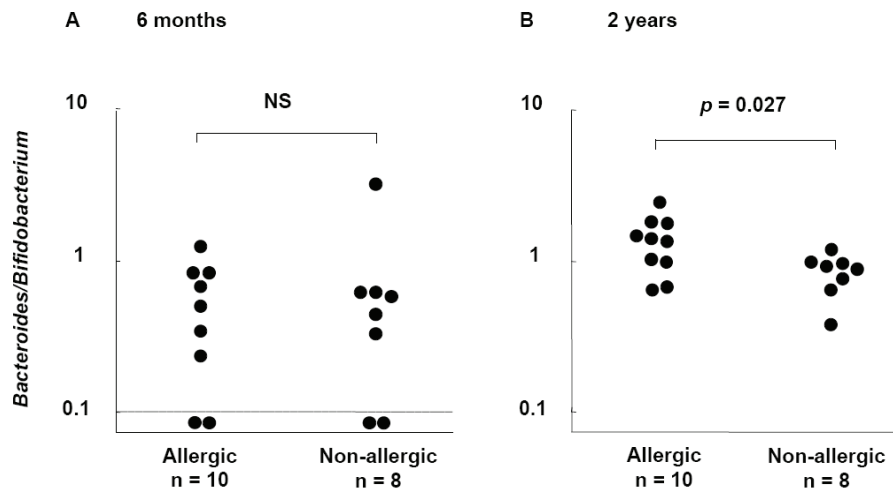 A 6 months
NS
10
1
0.1
Bacteroides/Bifidobacterium
Allergic
n = 10
Non-allergic
n = 8
B 2 years
p = 0.027
10
1
0.1
Allergic
n = 10
Non-allergic
n = 8